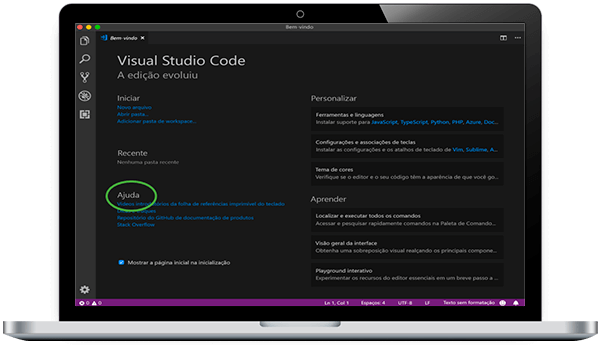 Bem-vindo
Bem-vindo
Visual Studio Code
A edição evoluiu
Iniciar
Novo arquivo
Abrir pasta...
Adicionar pasta de workspace...
Recente
Nenhuma pasta recente
Ajuda
Vídeos introdutórios da folha de referências imprimível do teclado
Repositório do GitHub de documentação de produtos
Stack Overflow
Mostrar a página inicial na inicialização
Personalizar
Ferramentas e linguagens
Instalar suporte para JavaScript, TypeScript, Python, PHP, Azure, Doc...
Configurações e associações de teclas
Instalar as configurações e os atalhos de teclado de Vim, Sublime, A...
Tema de cores
Verifique se o editor e o seu código têm a aparência de que você go...
Aprender
Localizar e executar todos os comandos
Acessar e pesquisar rapidamente comandos na Paleta de Comando...
Visão geral da interface
Obtenha uma sobreposição visual realçando os principais compone...
Playground interativo
Experimentar os recursos do editor essenciais em um breve passo a ...
0 0 Ln 1, Col 1 Espaços: 4 UTF-8 LF Texto sem formatação